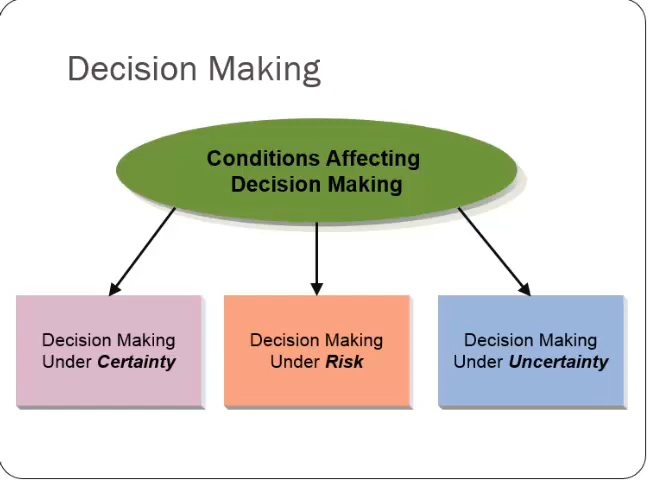 Decision Making
Conditions Affecting
Decision Making
Decision Making
Under Certainty
Decision Making
Under Risk
Decision Making
Under Uncertainty